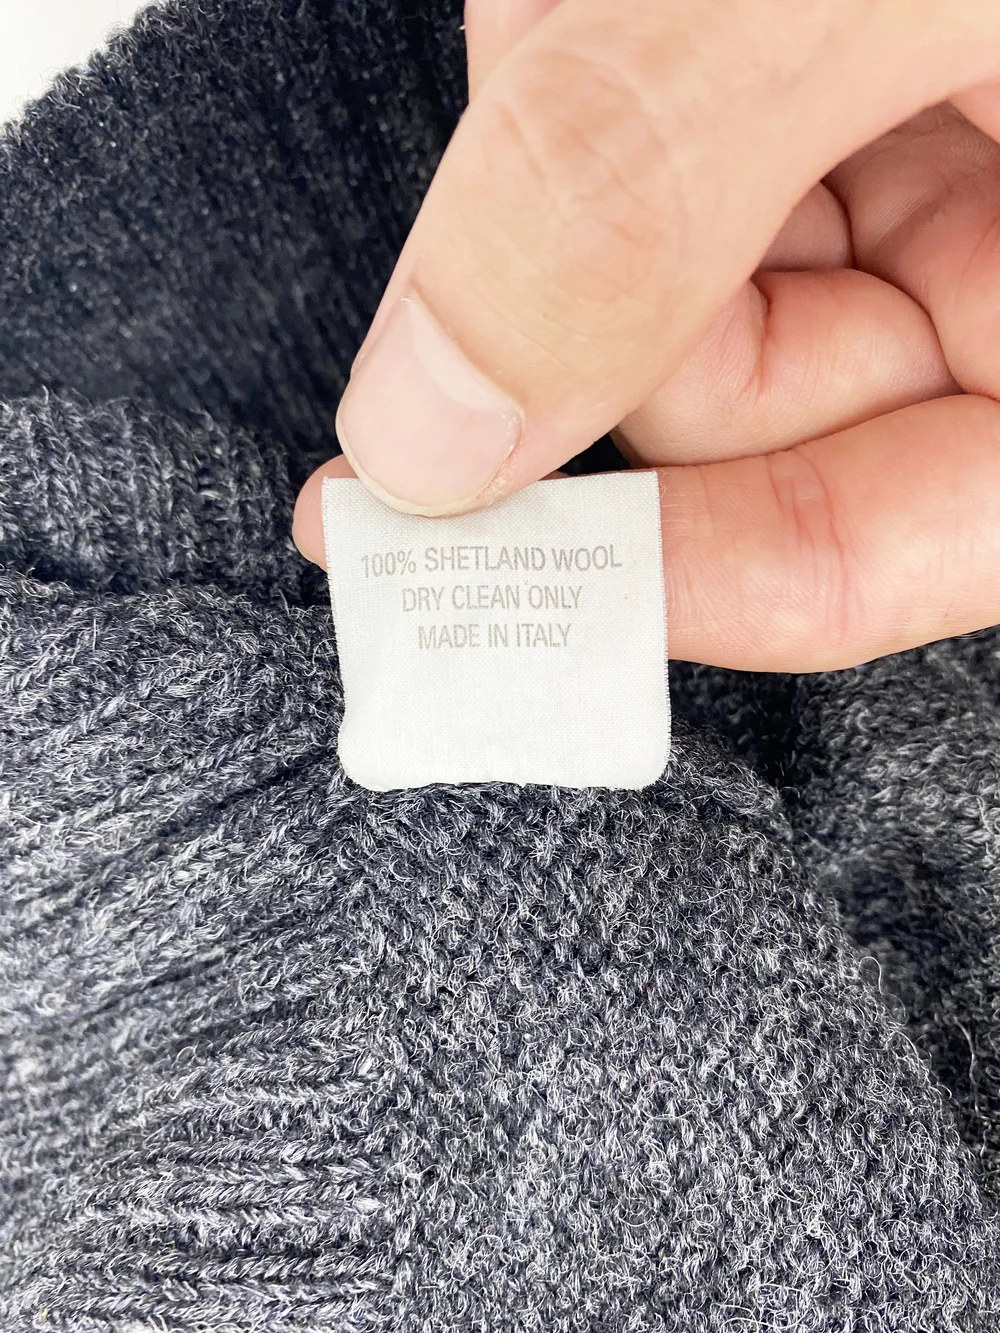 100% SHETLAND WOOL
DRY CLEAN ONLY
MADE IN ITALY